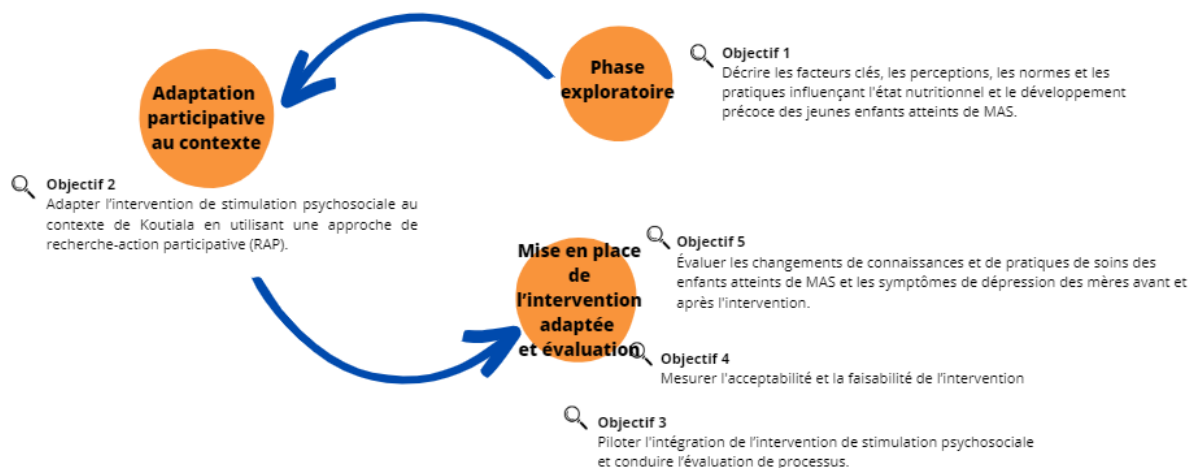 Phase
exploratoire
Objectif 1
Décrire les facteurs clés, les perceptions, les normes et les
pratiques influençant l'état nutritionnel et le développement
précoce des jeunes enfants atteints de MAS.
Adaptation
participative
au contexte
Objectif 2
Adapter l'intervention de stimulation psychosociale au
contexte de Koutiala en utilisant une approche de
recherche-action participative (RAP).
Mise en place
de
l'intervention
adaptée
et évaluation
Objectif 5
Évaluer les changements de connaissances et de pratiques de soins des
enfants atteints de MAS et les symptômes de dépression des mères avant et
après l'intervention.
Objectif 4
Mesurer l'acceptabilité et la faisabilité de l'intervention
Objectif 3
Piloter l'intégration de l'intervention de stimulation psychosociale
et conduire l'évaluation de processus.